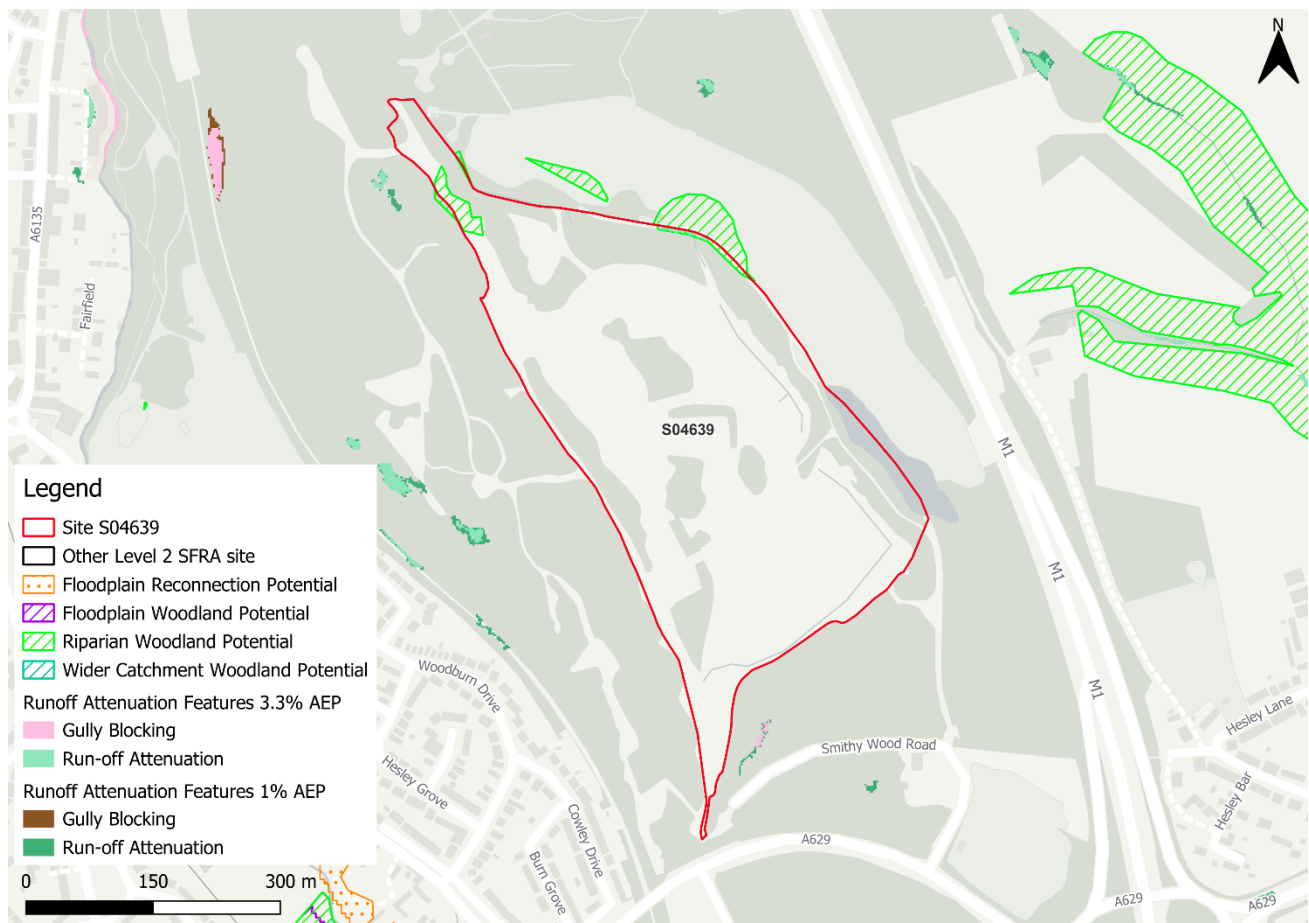 N
A6135
Fairfield
S04639
M1
M1
M1
Legend
Site S04639
Other Level 2 SFRA site
Floodplain Reconnection Potential
Floodplain Woodland Potential
Riparian Woodland Potential
Wider Catchment Woodland Potential
Runoff Attenuation Features 3.3% AEP
Gully Blocking
Run-off Attenuation
Runoff Attenuation Features 1% AEP
Gully Blocking
Run-off Attenuation
0 150 300 m
Woodburn Drive
Hesley Grove
Cowley Drive
Burn Grove
Smithy Wood Road
A629
Hesley Lane
Hesley Bar
A629
A629